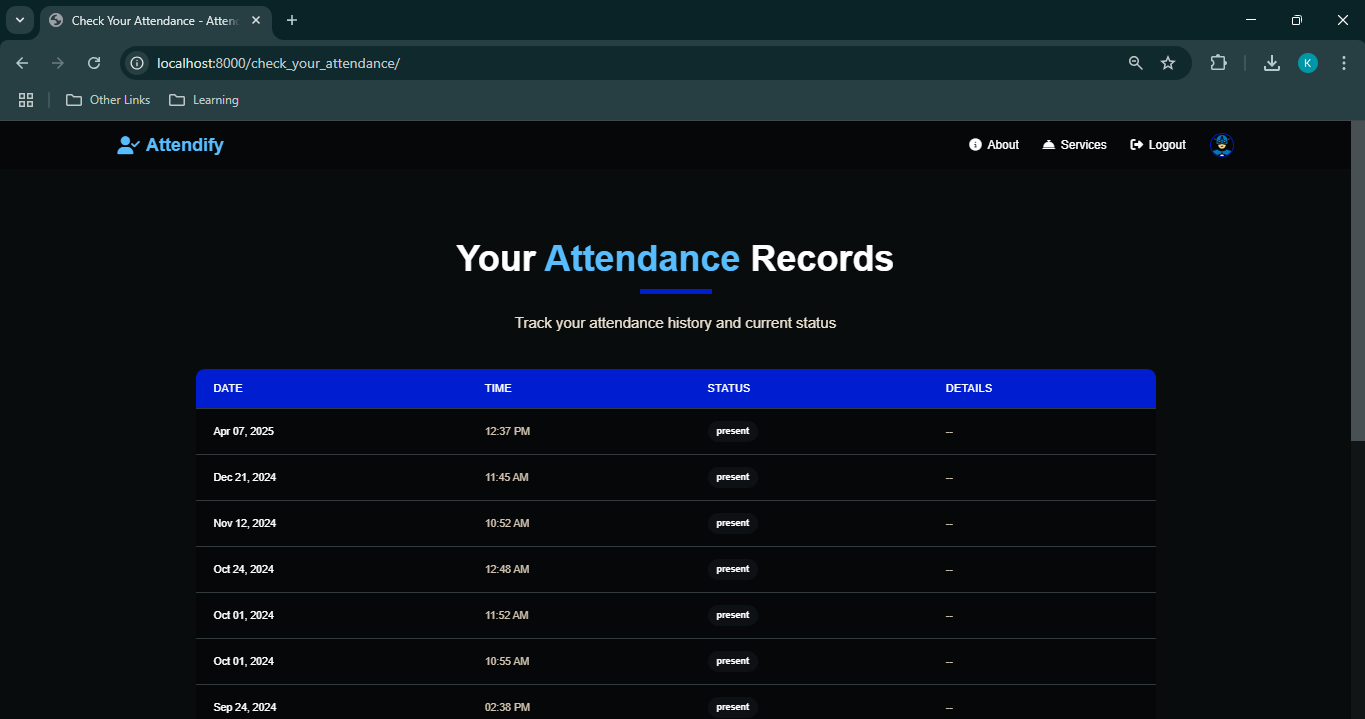 Check Your Attendance - Atten
localhost:8000/check_your_attendance/
K
Other Links
Learning
Attendify
About
Services
Logout
Your Attendance Records
Track your attendance history and current status
DATE TIME STATUS DETAILS
Apr 07, 2025 12:37 PM present --
Dec 21, 2024 11:45 AM present --
Nov 12, 2024 10:52 AM present --
Oct 24, 2024 12:48 AM present --
Oct 01, 2024 11:52 AM present --
Oct 01, 2024 10:55 AM present --
Sep 24, 2024 02:38 PM present --